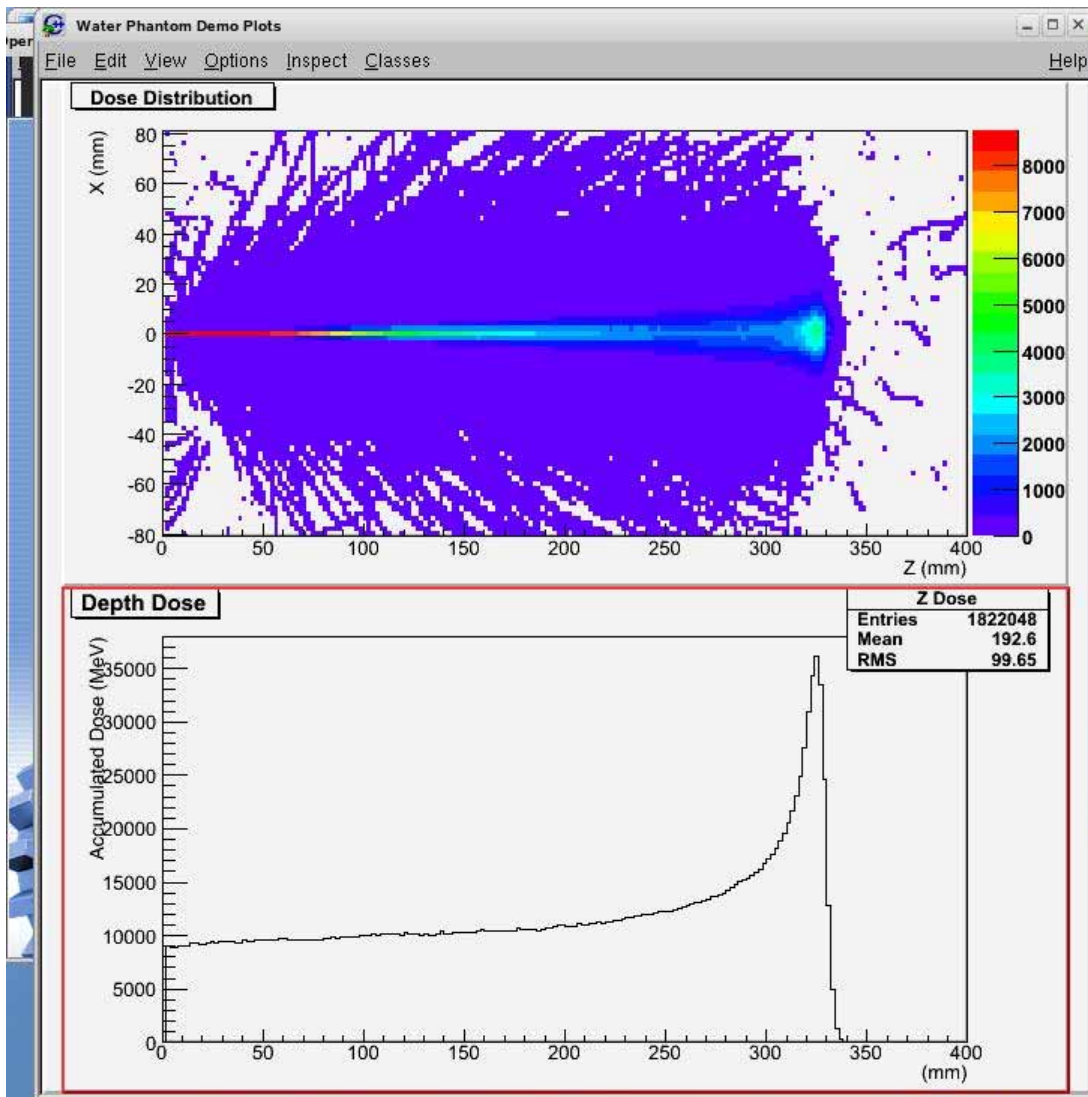 per
Water Phantom Demo Plots
File Edit View Options Inspect Classes Help
Dose Distribution
X (mm)
80
60
40
20
0
-20
-40
-60
-80
0 50 100 150 200 250 300 350 400
Z (mm)
8000
7000
6000
5000
4000
3000
2000
1000
0
Depth Dose
Z Dose
Entries 1822048
Mean 192.6
RMS 99.65
Accumulated Dose (MeV)
35000
30000
25000
20000
15000
10000
5000
0
0 50 100 150 200 250 300 350 400
(mm)